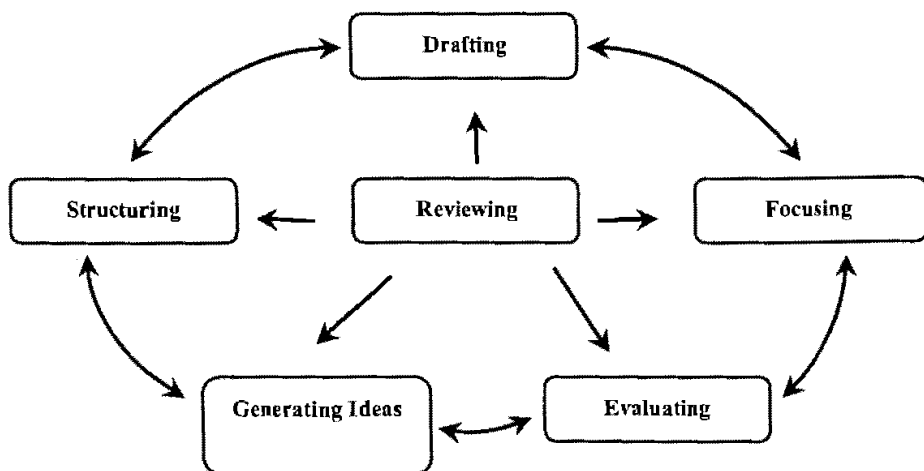 Drafting
Structuring
Reviewing
Focusing
Generating Ideas
Evaluating